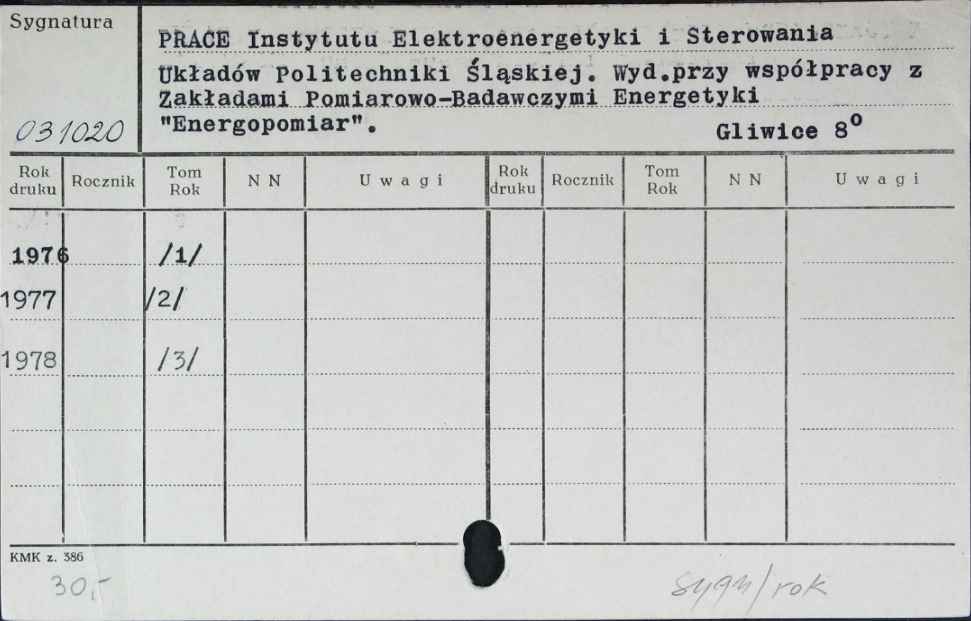 Sygnatura
PRACE Instytutu Elektroenergetyki i Sterowania
Układów Politechniki Śląskiej. Wyd.przy współpracy z
Zakładami Pomiarowo-Badawczymi Energetyki
"Energopomiar".
031020
Gliwice 8º
Rok druku Rocznik Tom Rok N N U w a g i Rok druku Rocznik Tom Rok N N U w a g i
1976 /1/
1977 /2/
1978 /3/
KMK z. 386
30,-
sygn/rok